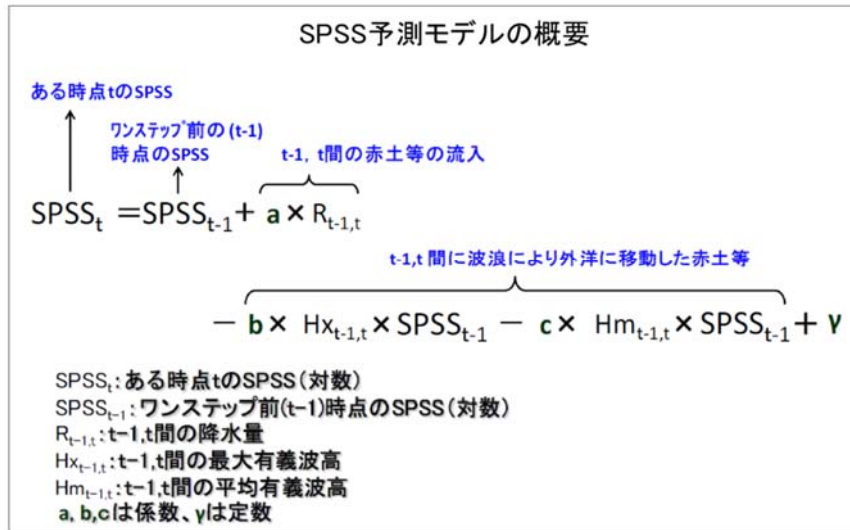 SPSS予測モデルの概要
ある時点tのSPSS
ワンステップ前の(t-1)
時点のSPSS
t-1, t間の赤土等の流入
SPSSt =SPSSt-1+ a × Rt-1,t
t-1,t 間に波浪により外洋に移動した赤土等
− b× Hxt-1,t × SPSSt-1 − c× Hmt-1,t × SPSSt-1+ γ
SPSSt:ある時点tのSPSS(対数)
SPSSt-1:ワンステップ前(t-1)時点のSPSS(対数)
Rt-1,t:t-1,t間の降水量
Hxt-1,t:t-1,t間の最大有義波高
Hmt-1,t:t-1,t間の平均有義波高
a, b,cは係数、γは定数